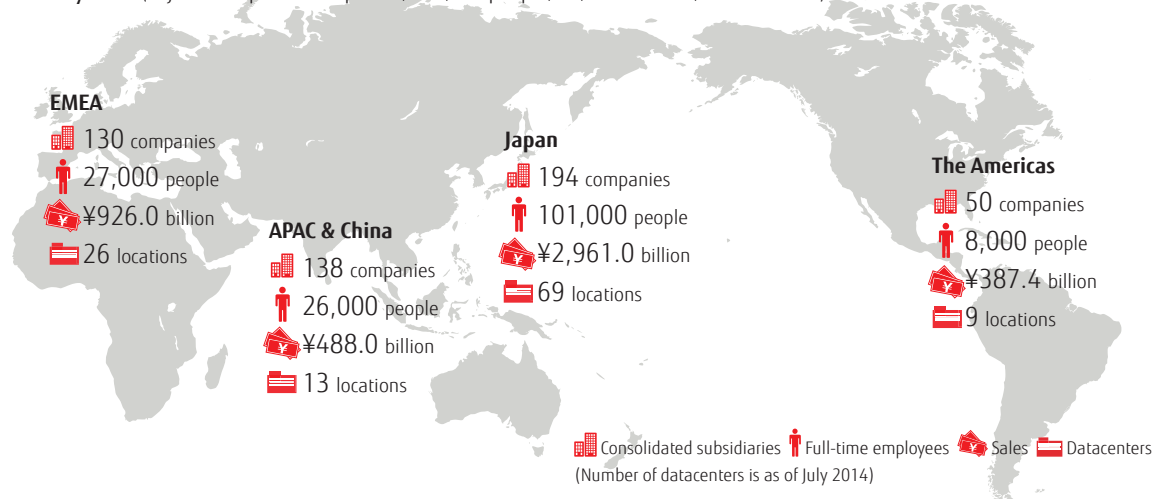 EMEA
130 companies
27,000 people
¥926.0 billion
26 locations
APAC & China
138 companies
26,000 people
¥488.0 billion
13 locations
Japan
194 companies
101,000 people
¥2,961.0 billion
69 locations
The Americas
50 companies
8,000 people
¥387.4 billion
9 locations
Consolidated subsidiaries Full-time employees Sales Datacenters
(Number of datacenters is as of July 2014)